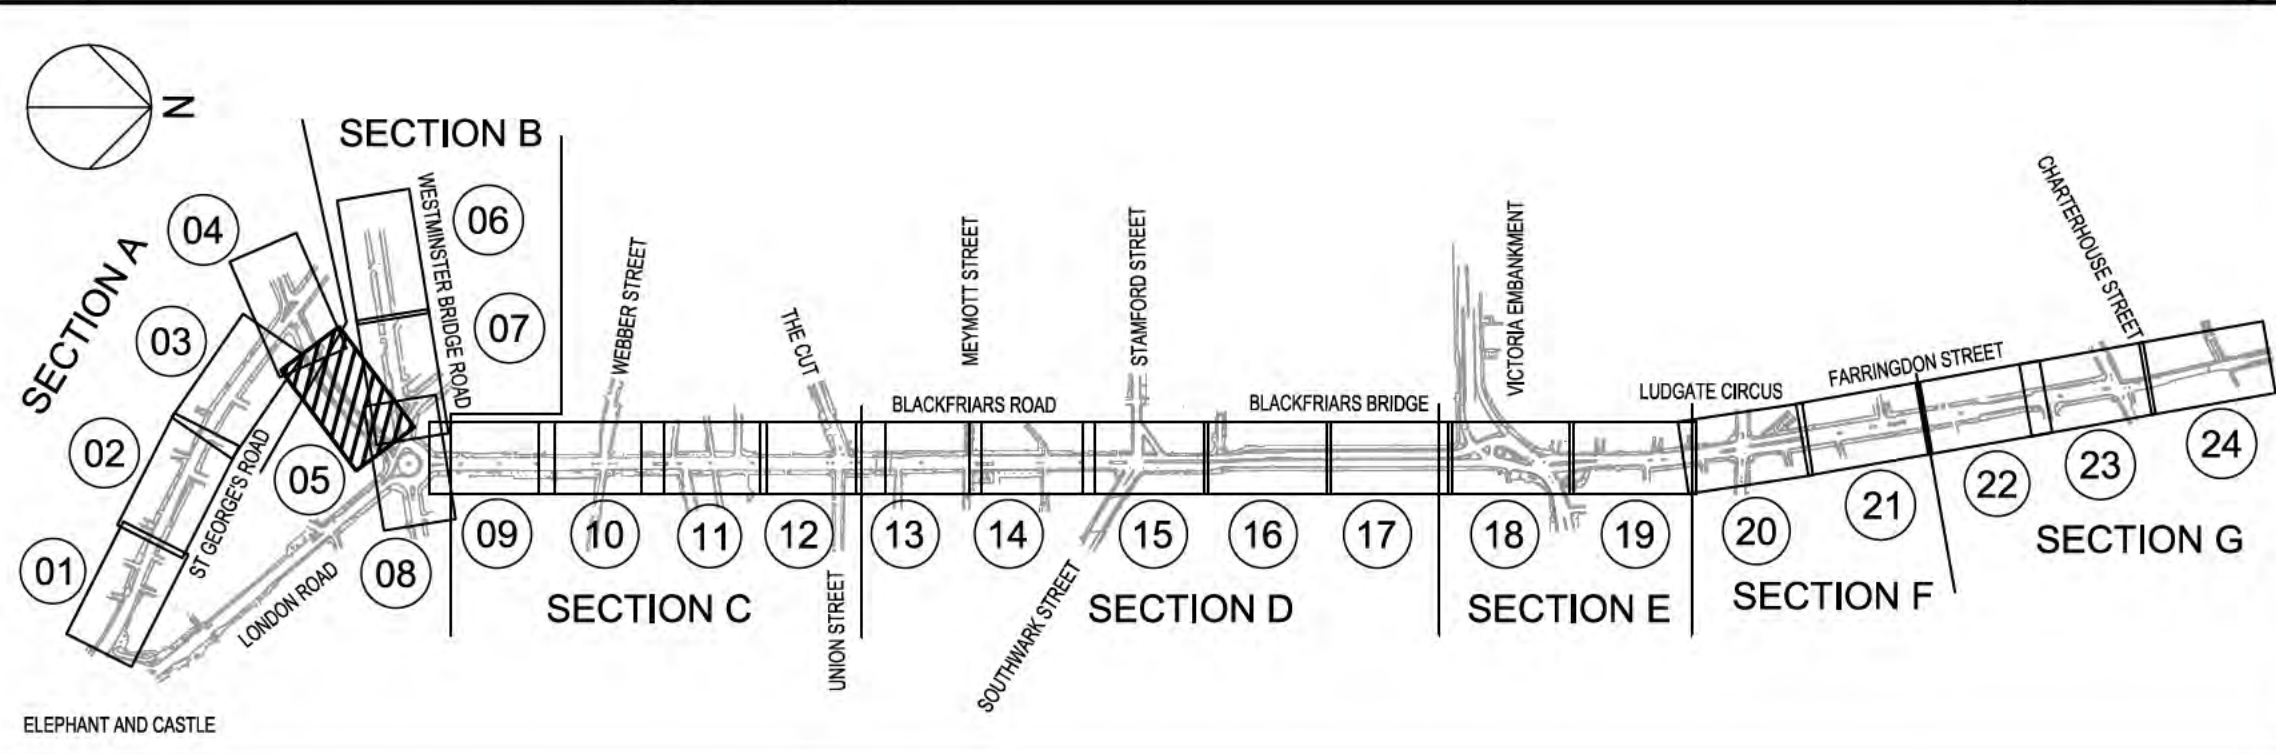 N
SECTION A
SECTION B
01
02
03
04
05
06
07
08
ST GEORGE'S ROAD
LONDON ROAD
WESTMINSTER BRIDGE ROAD
ELEPHANT AND CASTLE
WEBBER STREET
THE CUT
UNION STREET
09
10
11
12
SECTION C
MEYMOTT STREET
STAMFORD STREET
BLACKFRIARS ROAD
BLACKFRIARS BRIDGE
SOUTHWARK STREET
13
14
15
16
17
SECTION D
VICTORIA EMBANKMENT
18
19
SECTION E
LUDGATE CIRCUS
FARRINGDON STREET
20
21
SECTION F
CHARTERHOUSE STREET
22
23
24
SECTION G